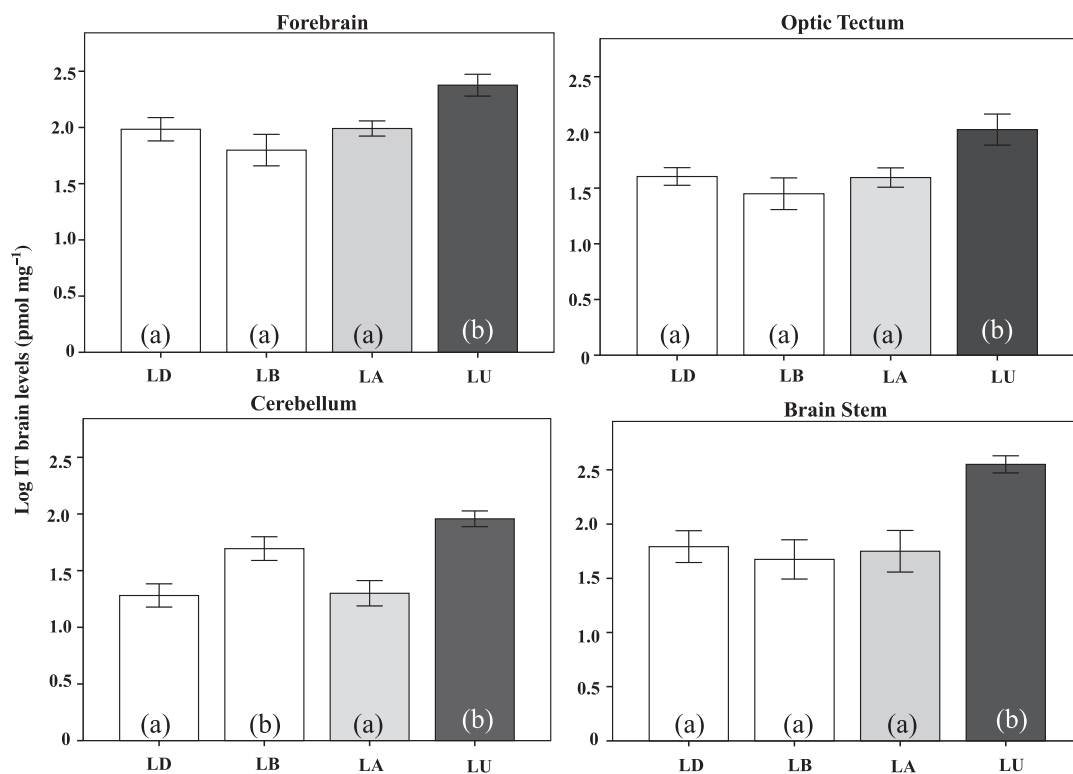 Forebrain
2.5
2.0
1.5
1.0
0.5
0
(a) (a) (a) (b)
LD LB LA LU
Optic Tectum
2.5
2.0
1.5
1.0
0.5
0
(a) (a) (a) (b)
LD LB LA LU
Log IT brain levels (pmol mg⁻¹)
Cerebellum
2.5
2.0
1.5
1.0
0.5
0
(a) (b) (a) (b)
LD LB LA LU
Brain Stem
2.5
2.0
1.5
1.0
0.5
0
(a) (a) (a) (b)
LD LB LA LU